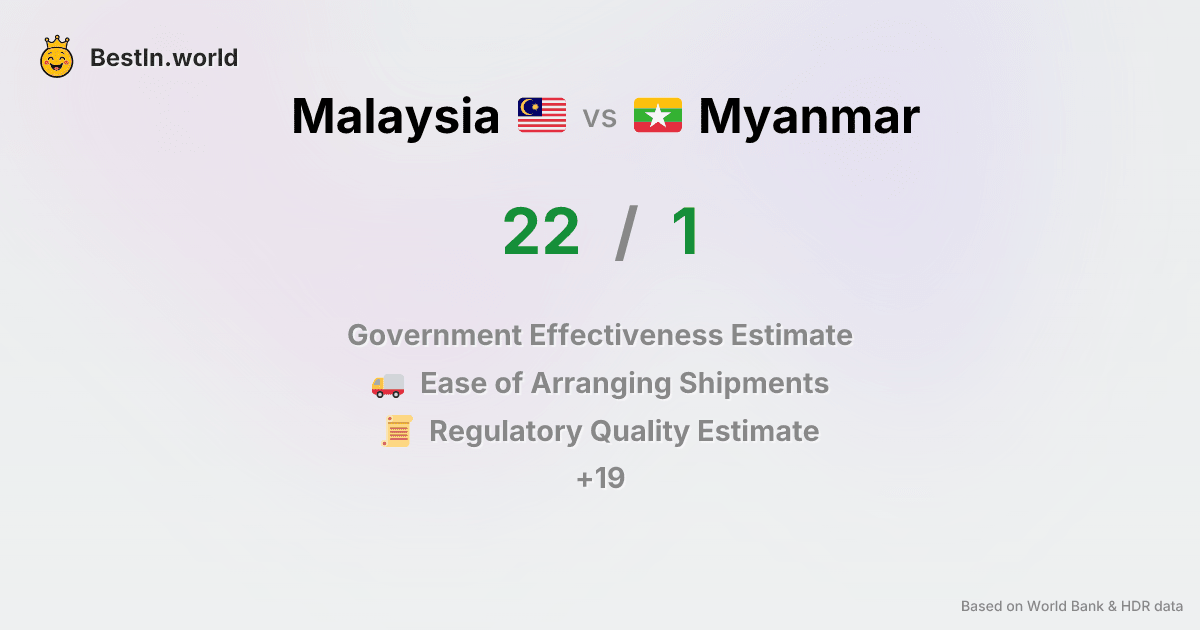 BestIn.world
Malaysia vs Myanmar
22 / 1
Government Effectiveness Estimate
Ease of Arranging Shipments
Regulatory Quality Estimate
+19
Based on World Bank & HDR data